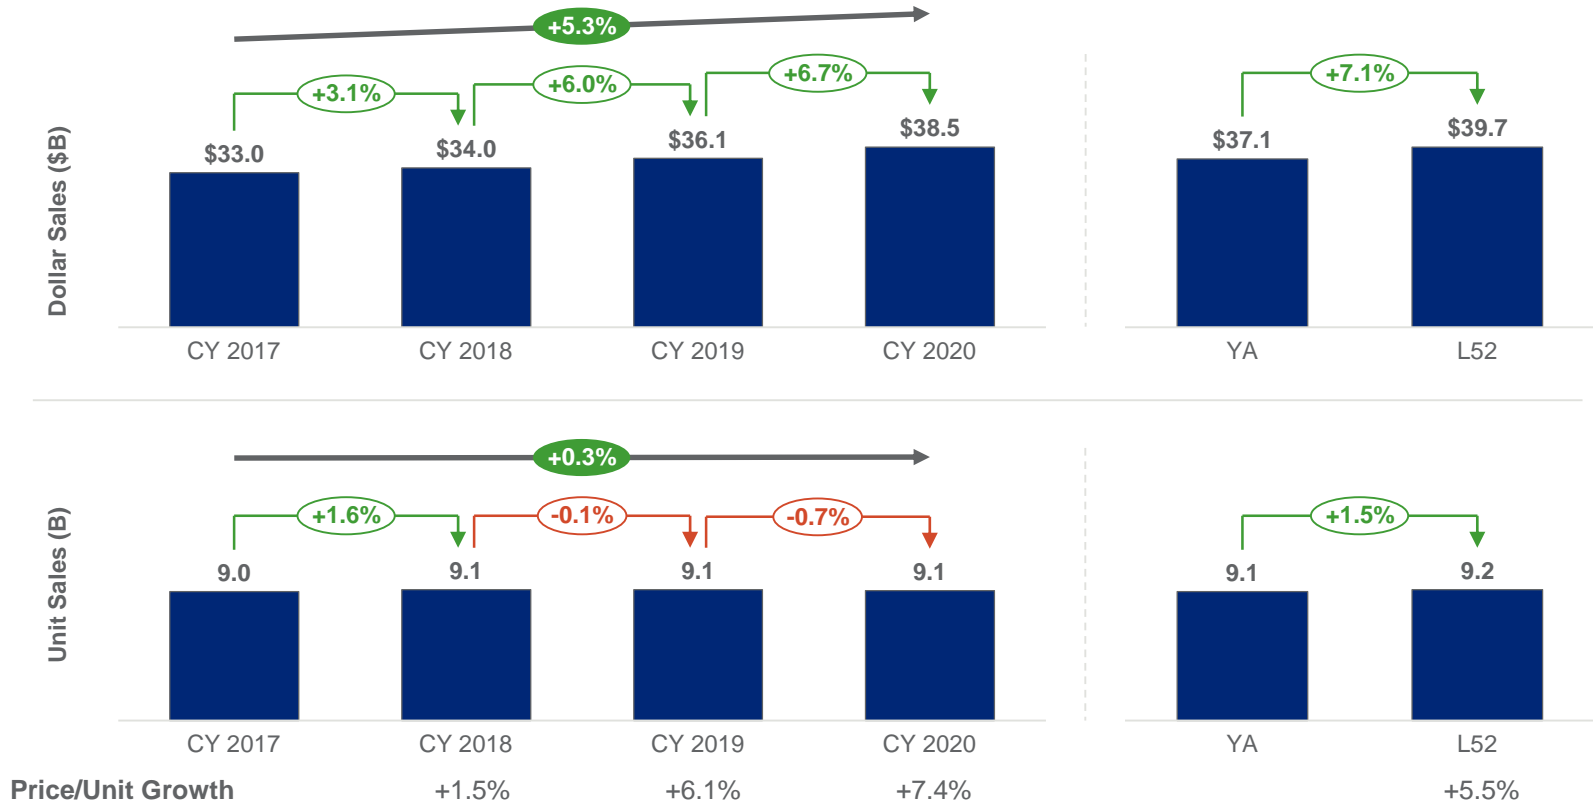 +5.3%
+3.1%
+6.0%
+6.7%
+7.1%
Dollar Sales ($B)
$33.0
$34.0
$36.1
$38.5
$37.1
$39.7
CY 2017
CY 2018
CY 2019
CY 2020
YA
L52
+0.3%
+1.6%
-0.1%
-0.7%
+1.5%
Unit Sales (B)
9.0
9.1
9.1
9.1
9.1
9.2
CY 2017
CY 2018
CY 2019
CY 2020
YA
L52
Price/Unit Growth
+1.5%
+6.1%
+7.4%
+5.5%